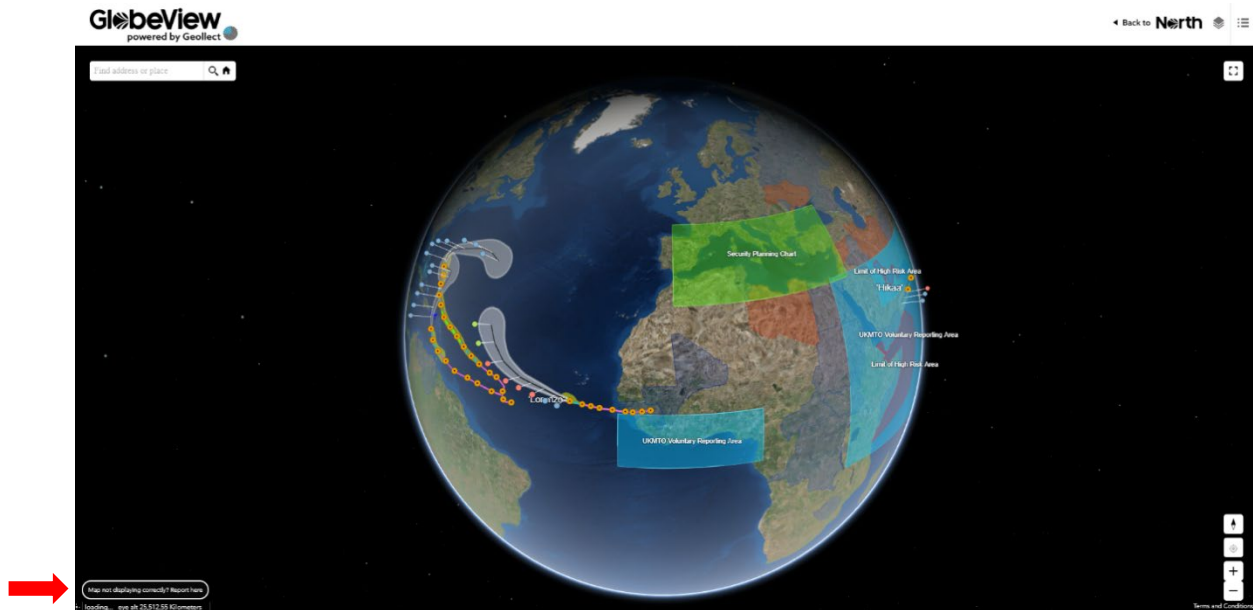 GlobeView
powered by Geollect
Back to North
Find address or place
Security Planning Chart
Limit of High Risk Area
'Hikaa'
UKMTO Voluntary Reporting Area
Limit of High Risk Area
UKMTO Voluntary Reporting Area
Map not displaying correctly? Report here
loading... eye alt 25,512.55 Kilometers
Terms and Conditions